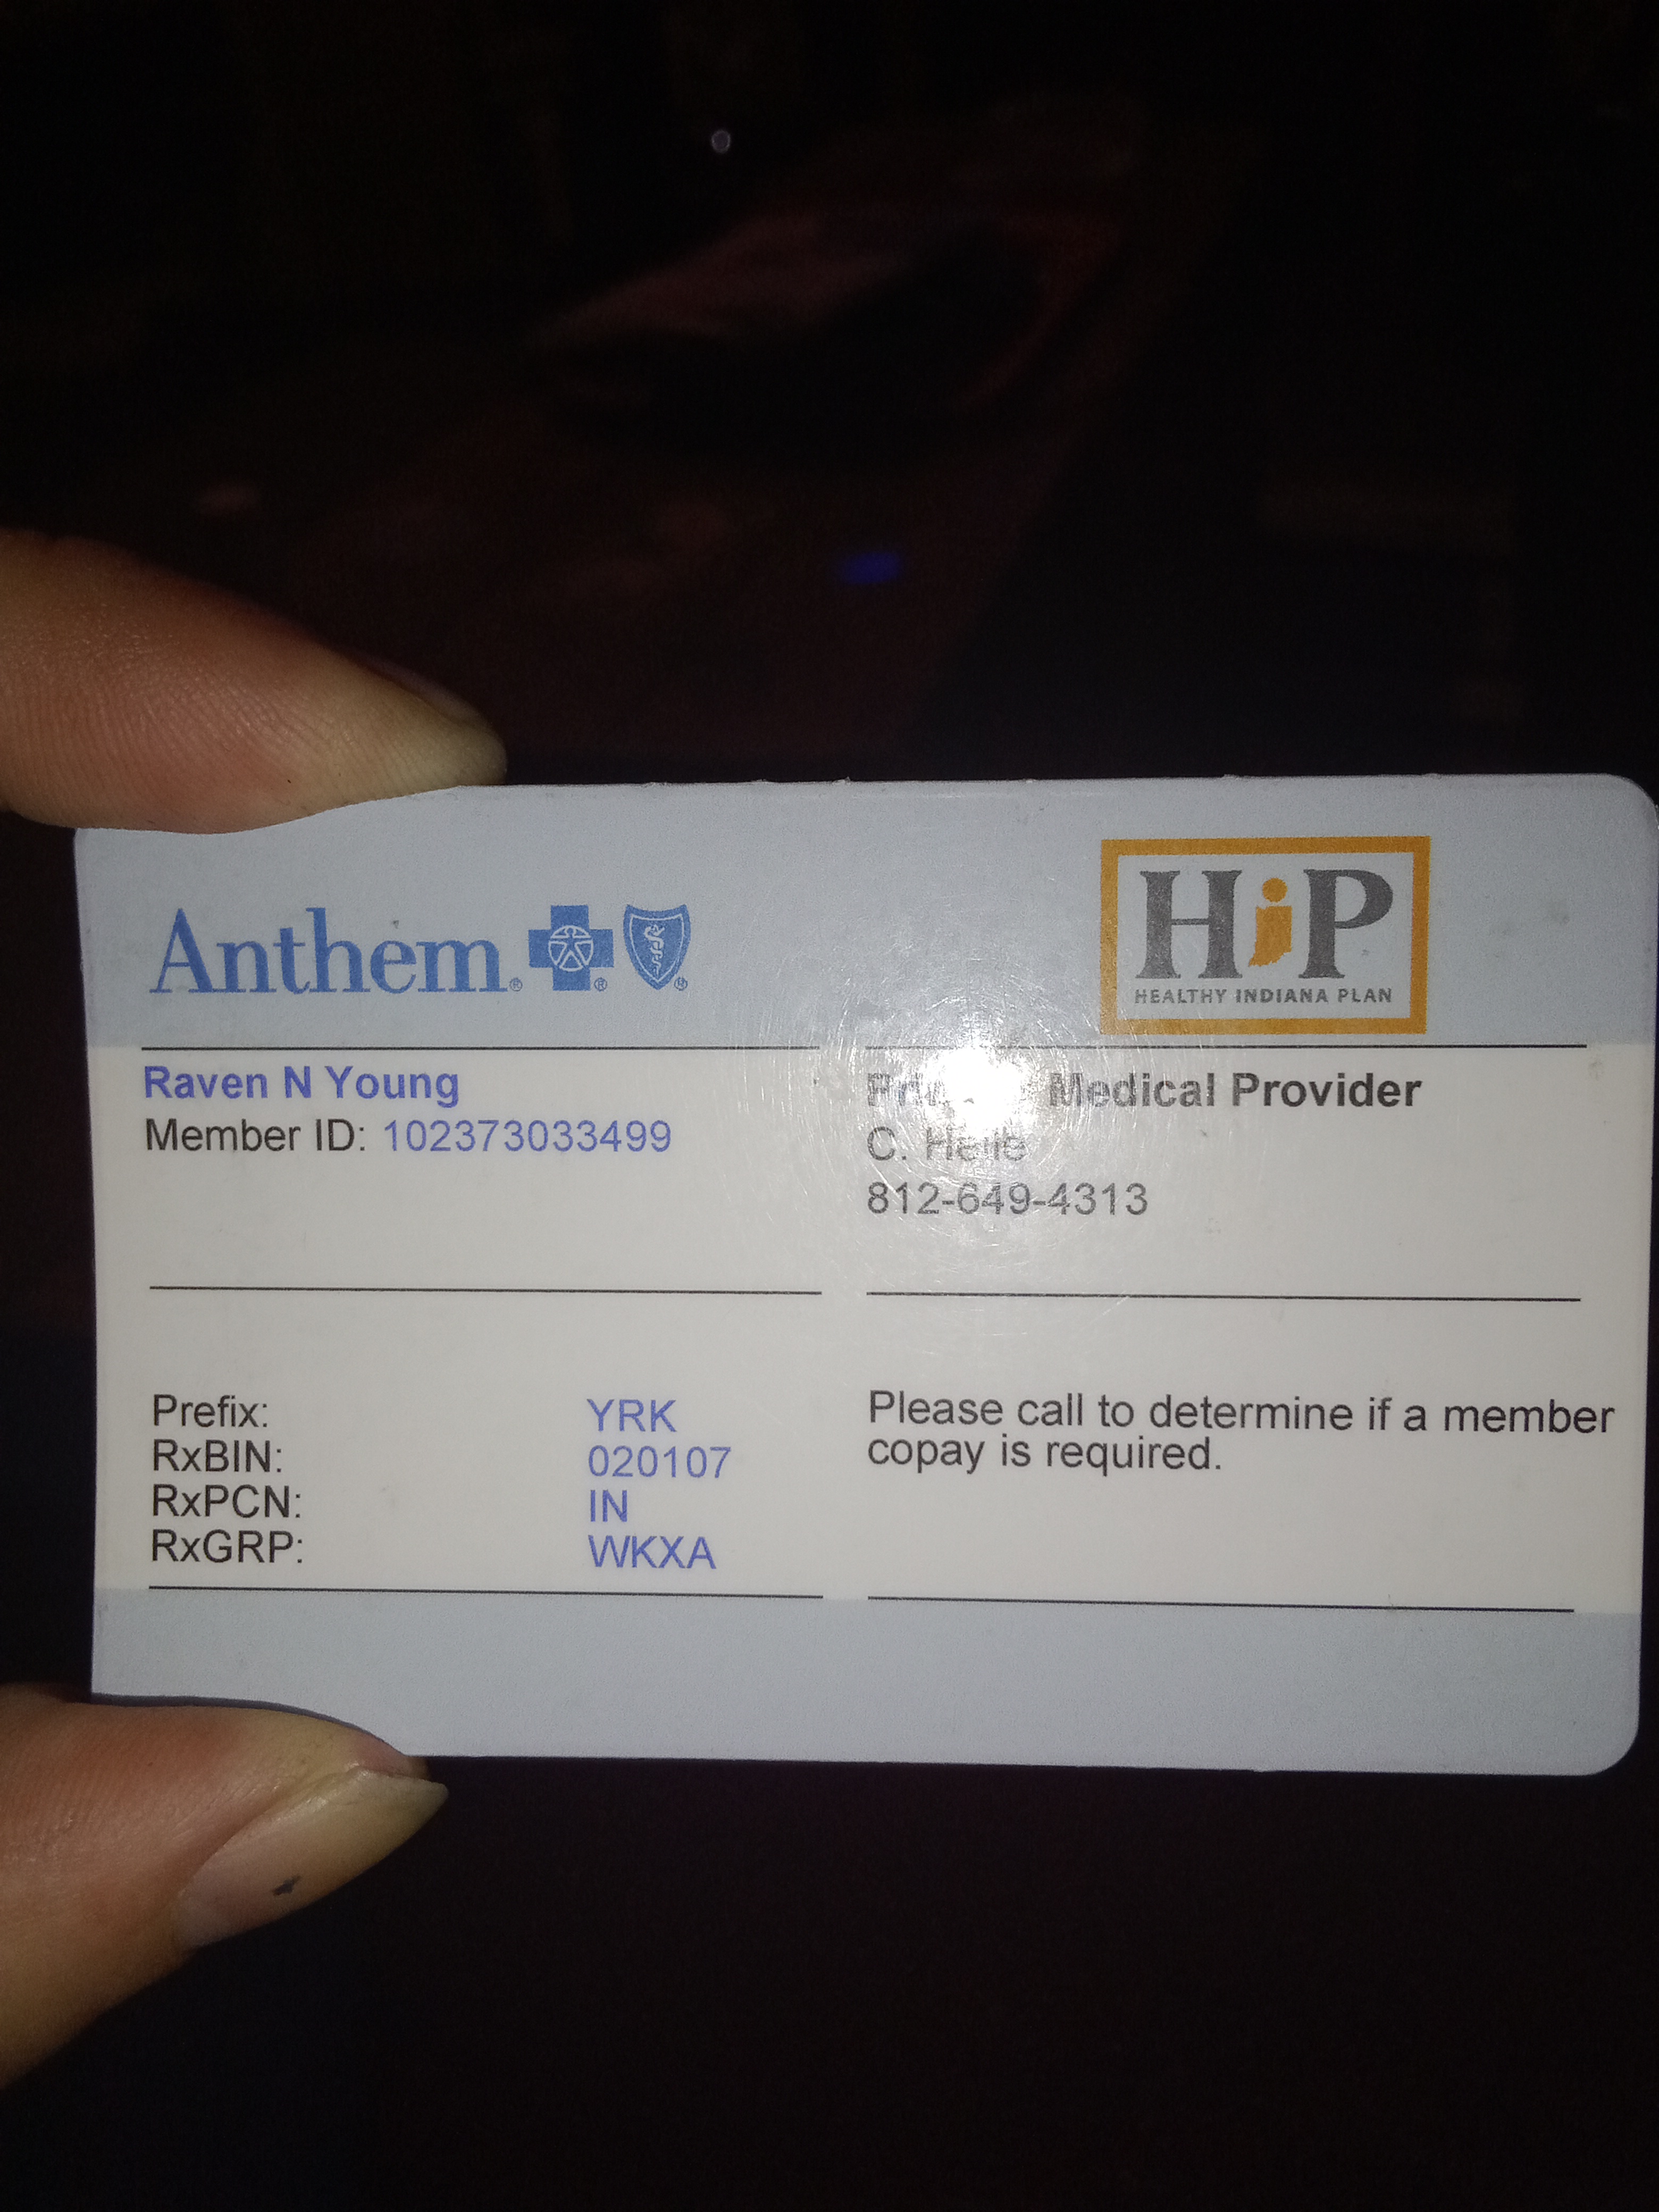 Anthem
HiP
HEALTHY INDIANA PLAN
Raven N Young
Member ID: 102373033499
Medical Provider
C.
812-649-4313
Prefix: YRK
RxBIN: 020107
RxPCN: IN
RxGRP: WKXA
Please call to determine if a member
copay is required.